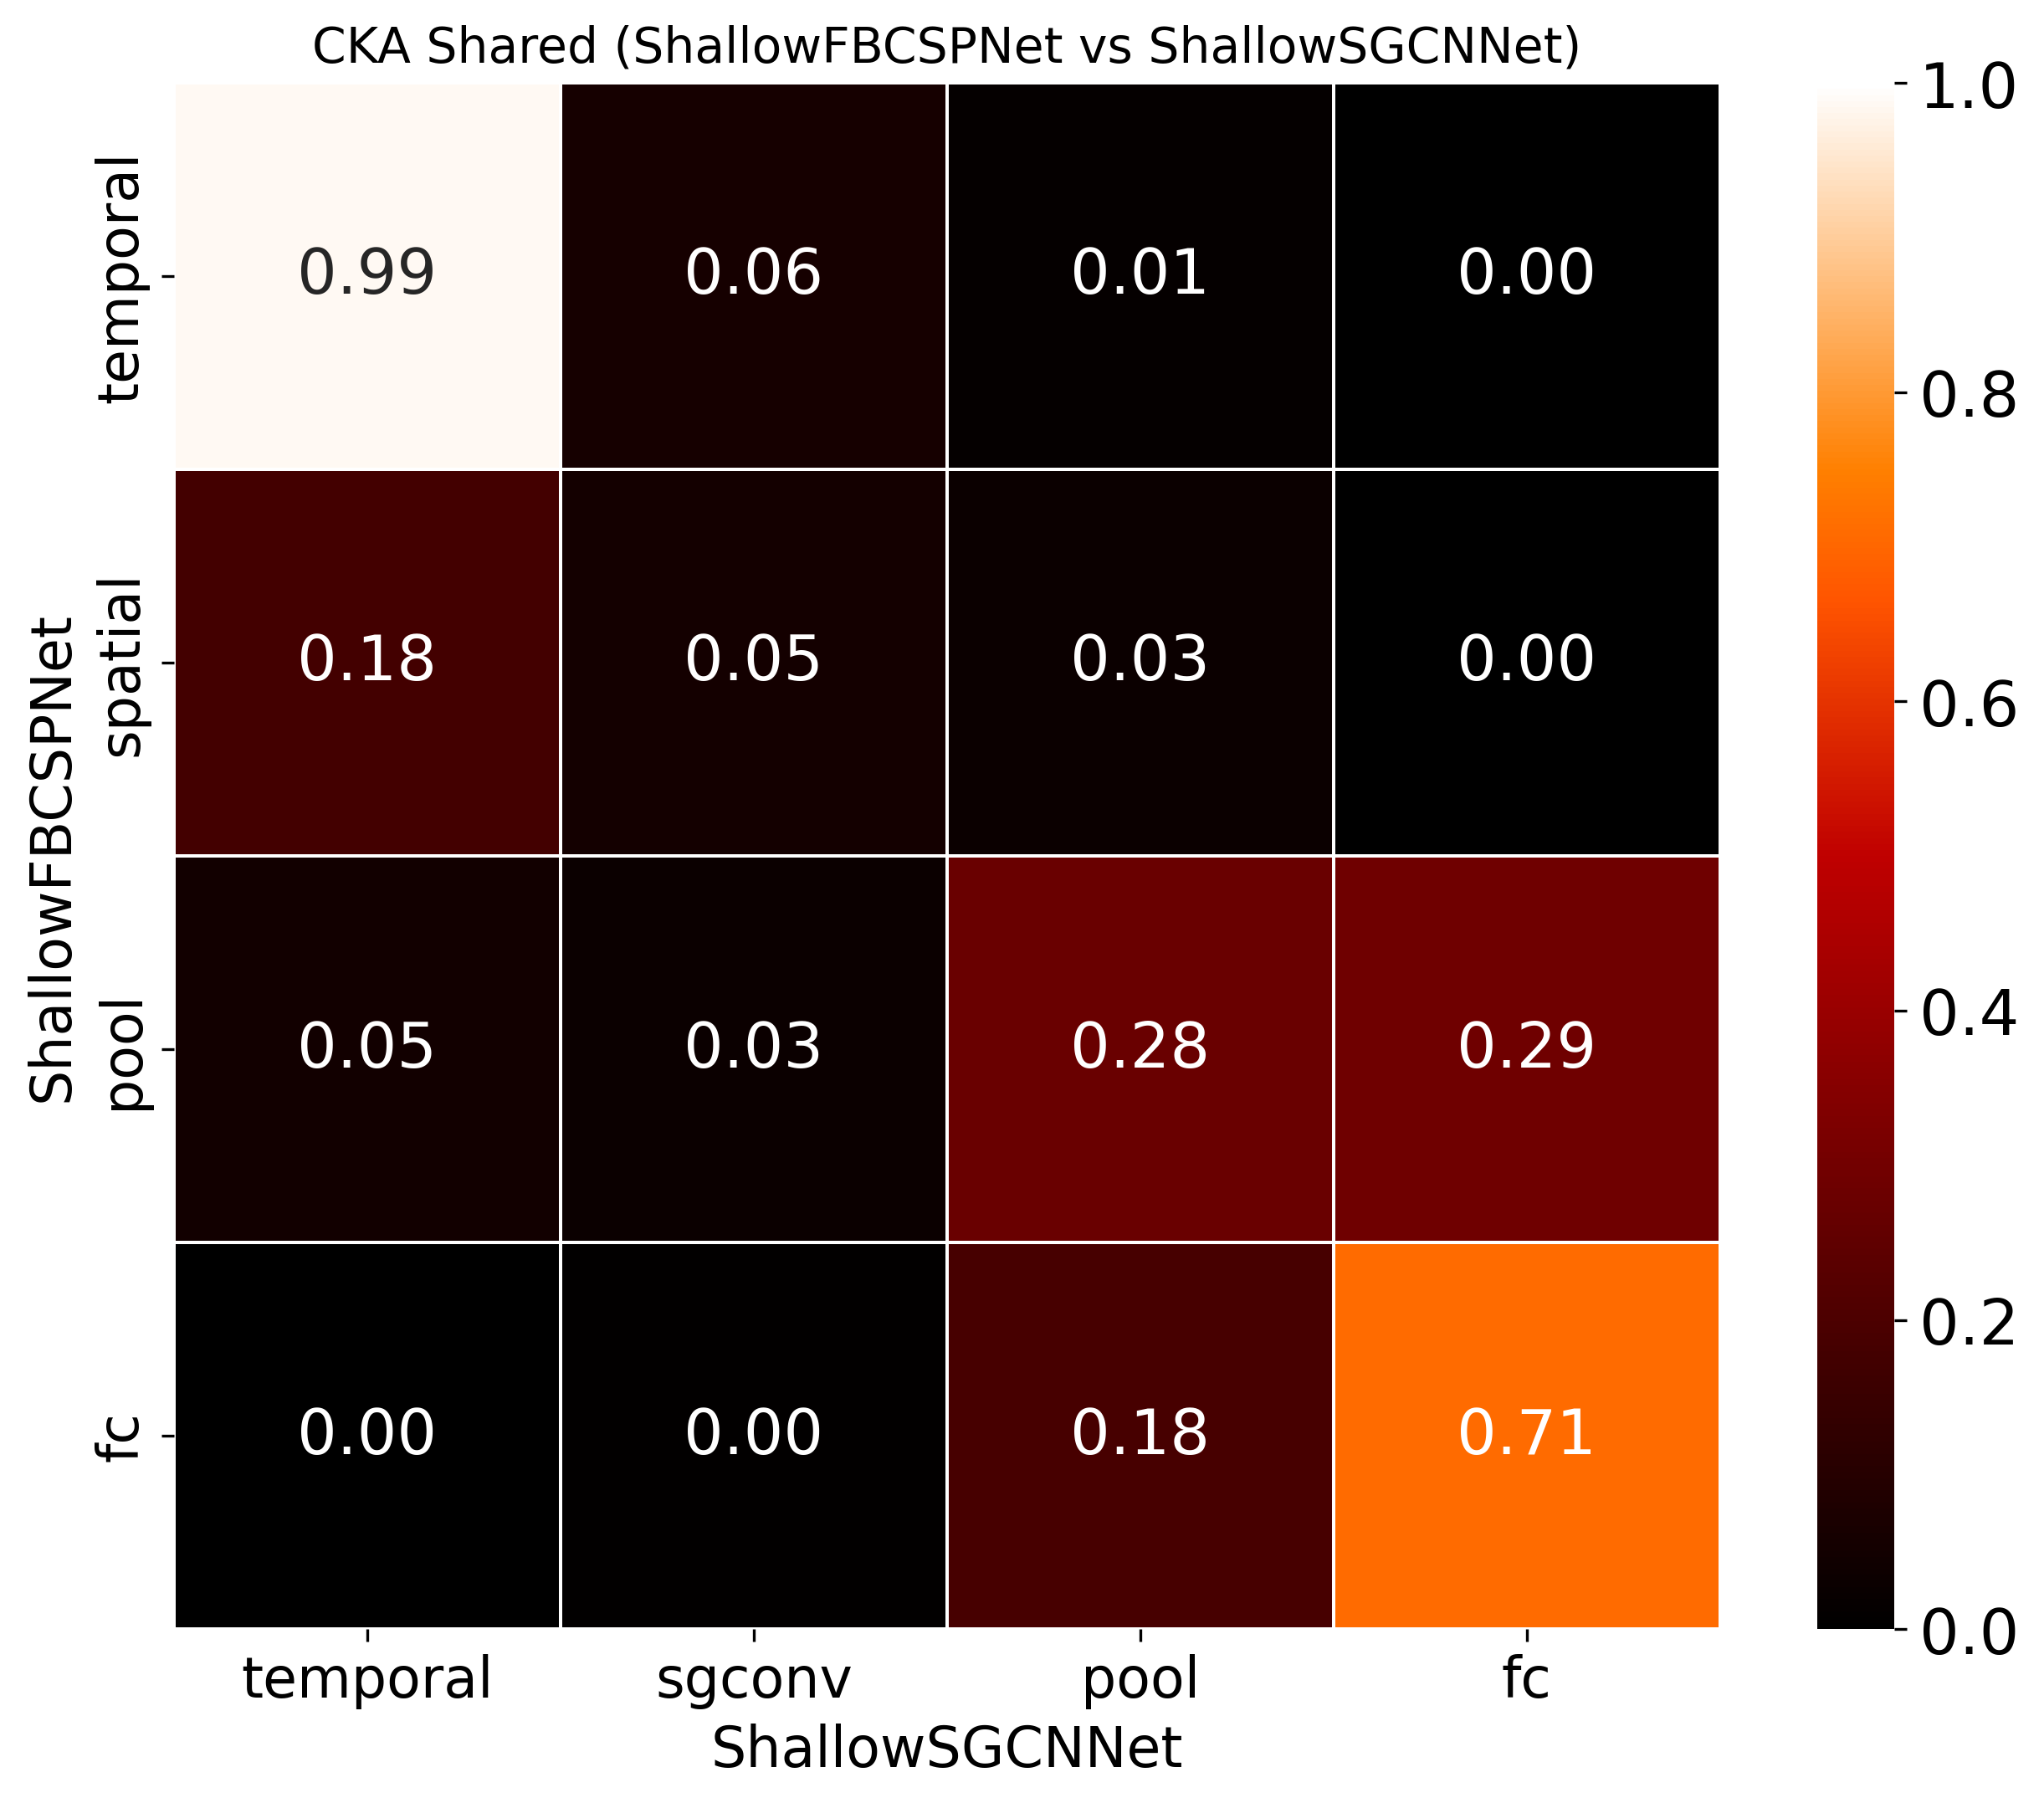 CKA Shared (ShallowFBCSPNet vs ShallowSGCNNet)
ShallowFBCSPNet
temporal
0.99 0.06 0.01 0.00
spatial
0.18 0.05 0.03 0.00
pool
0.05 0.03 0.28 0.29
fc
0.00 0.00 0.18 0.71
temporal sgconv pool fc
ShallowSGCNNet
1.0
0.8
0.6
0.4
0.2
0.0